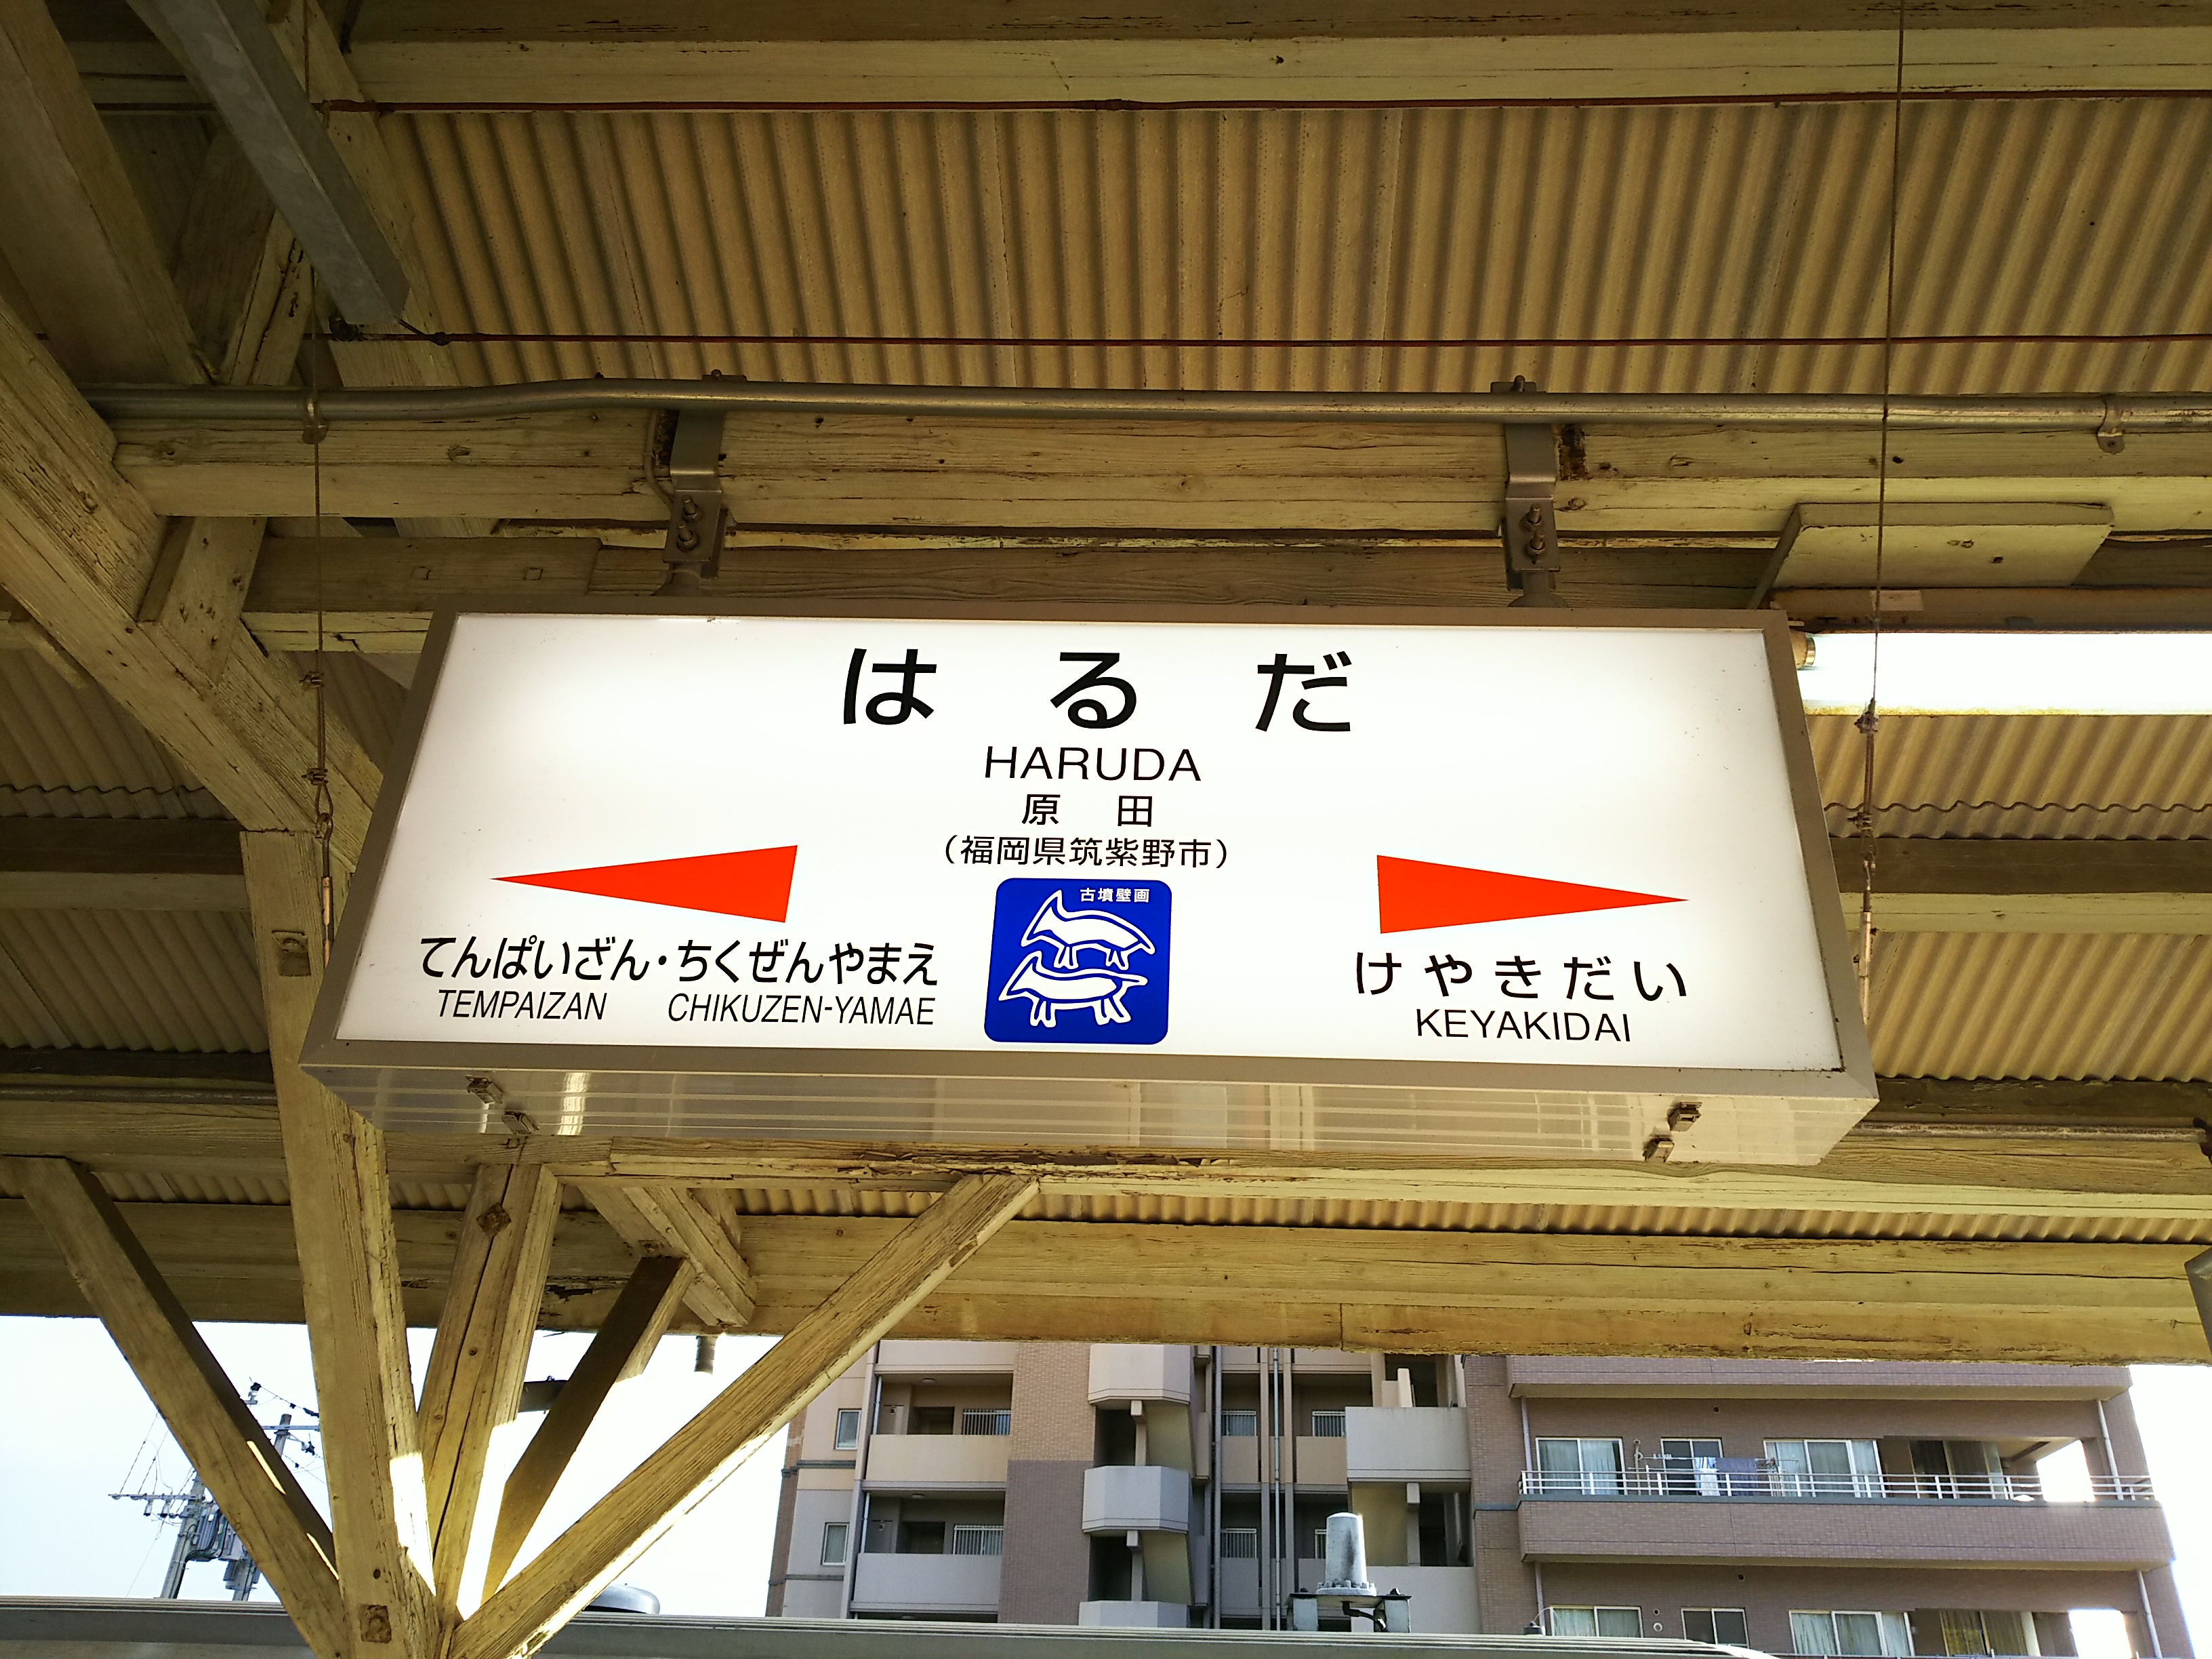 はるだ
HARUDA
原田
（福岡県筑紫野市）
古墳壁画
てんぱいざん・ちくぜんやまえ
TEMPAIZAN CHIKUZEN-YAMAE
けやきだい
KEYAKIDAI